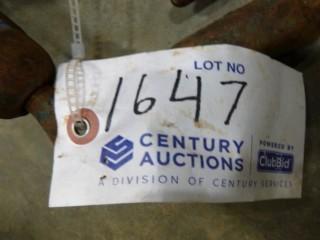 LOT NO
1647
CENTURY
AUCTIONS
POWERED BY
ClubBid
A DIVISION OF CENTURY SERVICES